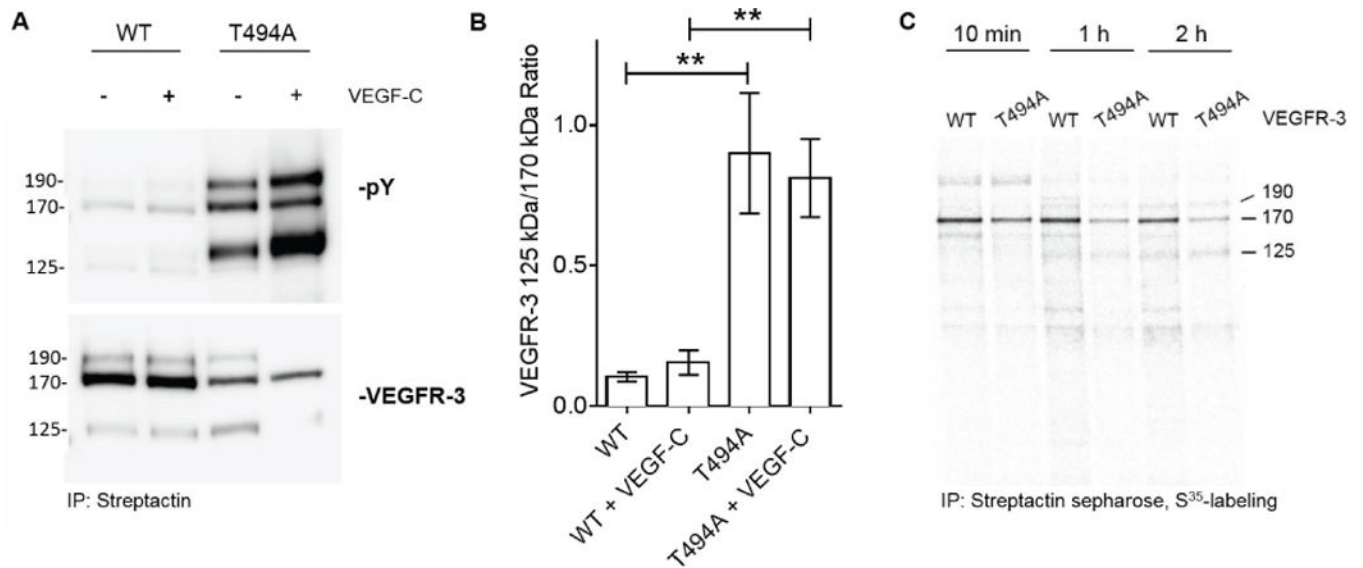 A
WT T494A
- + - + VEGF-C
190-
170-
125-
-pY
190-
170-
125-
-VEGFR-3
IP: Streptactin
B
VEGFR-3 125 kDa/170 kDa Ratio
1.0
0.5
0.0
**
**
WT
WT + VEGF-C
T494A
T494A + VEGF-C
C
10 min 1 h 2 h
WT T494A WT T494A WT T494A VEGFR-3
190
170
125
IP: Streptactin sepharose, S³⁵-labeling